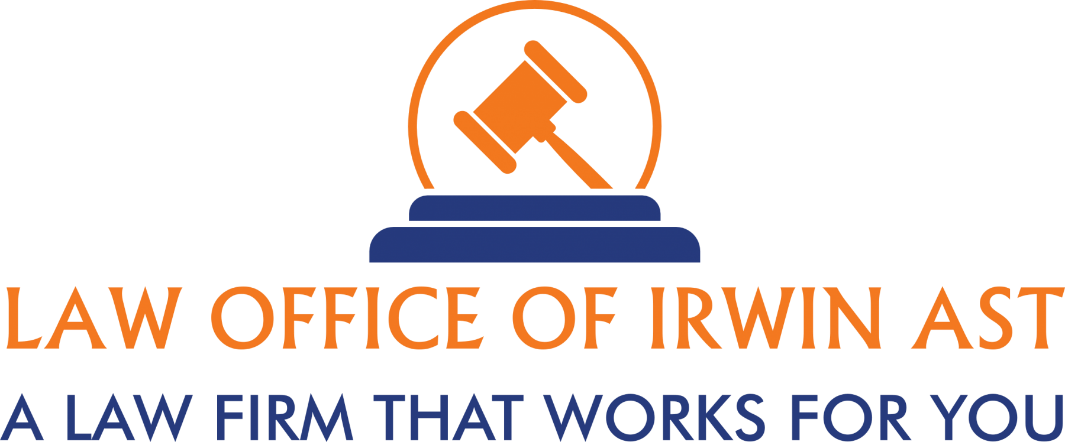 LAW OFFICE OF IRWIN AST
A LAW FIRM THAT WORKS FOR YOU